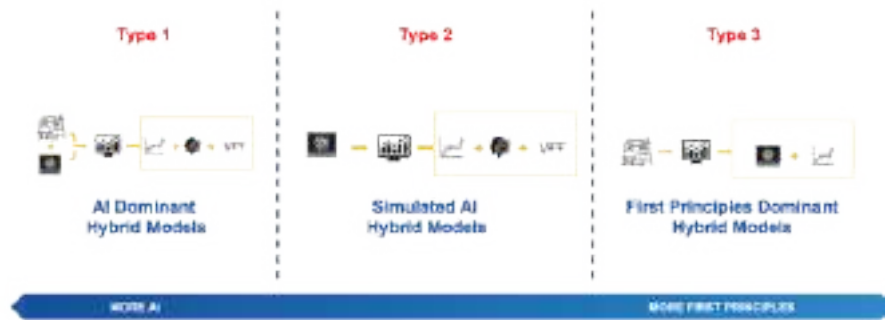 Type 1
Type 2
Type 3
AI Dominant
Hybrid Models
Simulated AI
Hybrid Models
First Principles Dominant
Hybrid Models
MORE AI
MORE FIRST PRINCIPLES